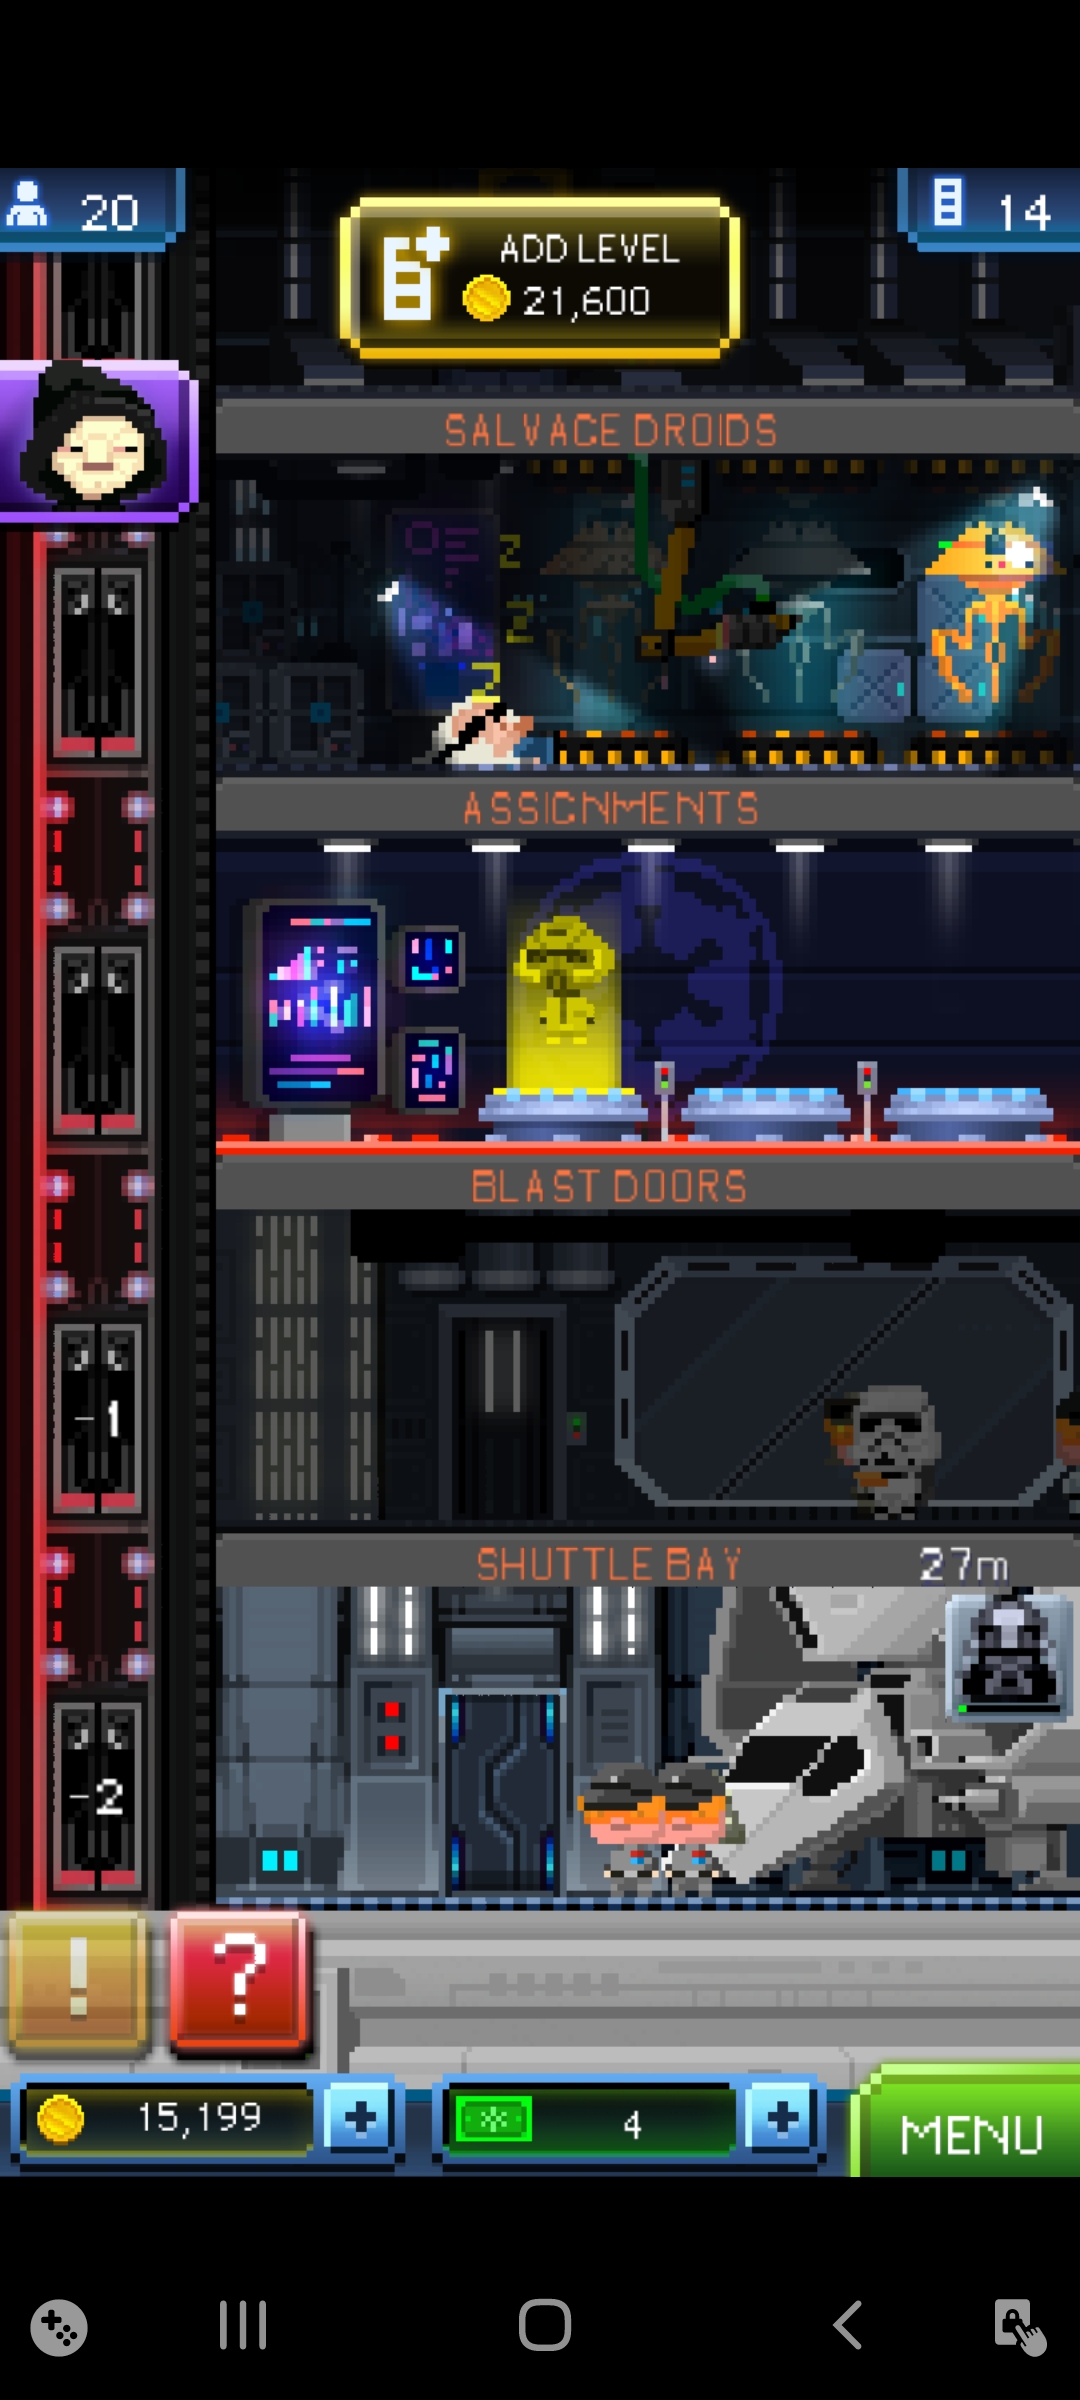 20
ADD LEVEL
21,600
14
SALVAGE DROIDS
Z
Z
Z
ASSIGNMENTS
BLAST DOORS
-1
SHUTTLE BAY
27m
-2
!
?
15,199
+
4
+
MENU